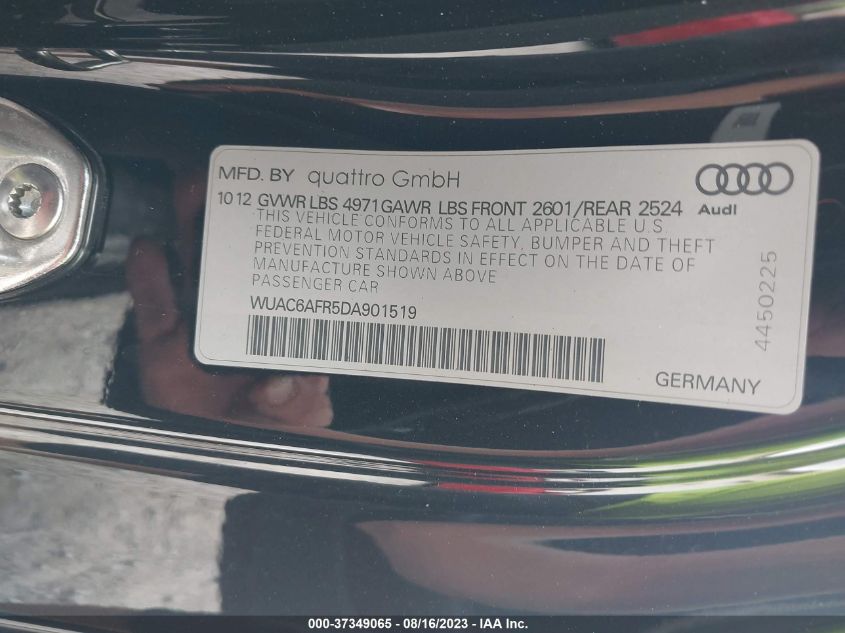 MFD. BY quattro GmbH
Audi
10 12 GVWR LBS 4971 GAWR LBS FRONT 2601/REAR 2524
THIS VEHICLE CONFORMS TO ALL APPLICABLE U.S
FEDERAL MOTOR VEHICLE SAFETY, BUMPER AND THEFT
PREVENTION STANDARDS IN EFFECT ON THE DATE OF
MANUFACTURE SHOWN ABOVE
PASSENGER CAR
WUAC6AFR5DA901519
4450225
GERMANY
000-37349065 - 08/16/2023 - IAA Inc.